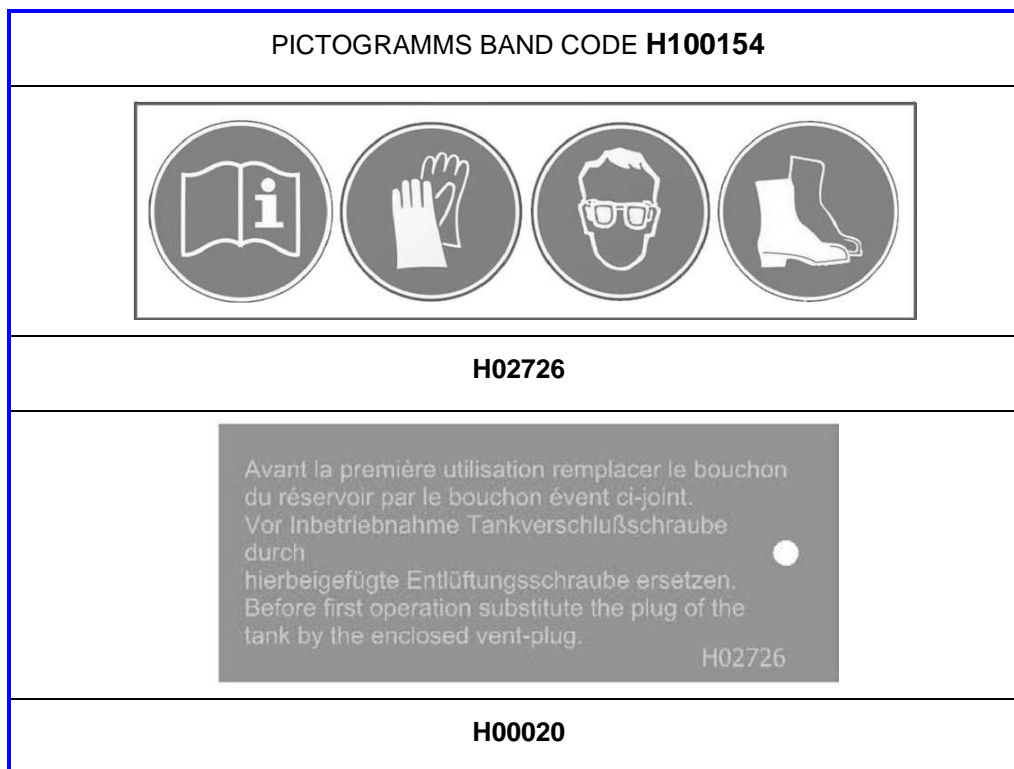 PICTOGRAMMS BAND CODE H100154
i
H02726
Avant la première utilisation remplacer le bouchon
du réservoir par le bouchon évent ci-joint.
Vor Inbetriebnahme Tankverschlußschraube
durch
hierbeigefügte Entlüftungsschraube ersetzen.
Before first operation substitute the plug of the
tank by the enclosed vent-plug.
H02726
H00020